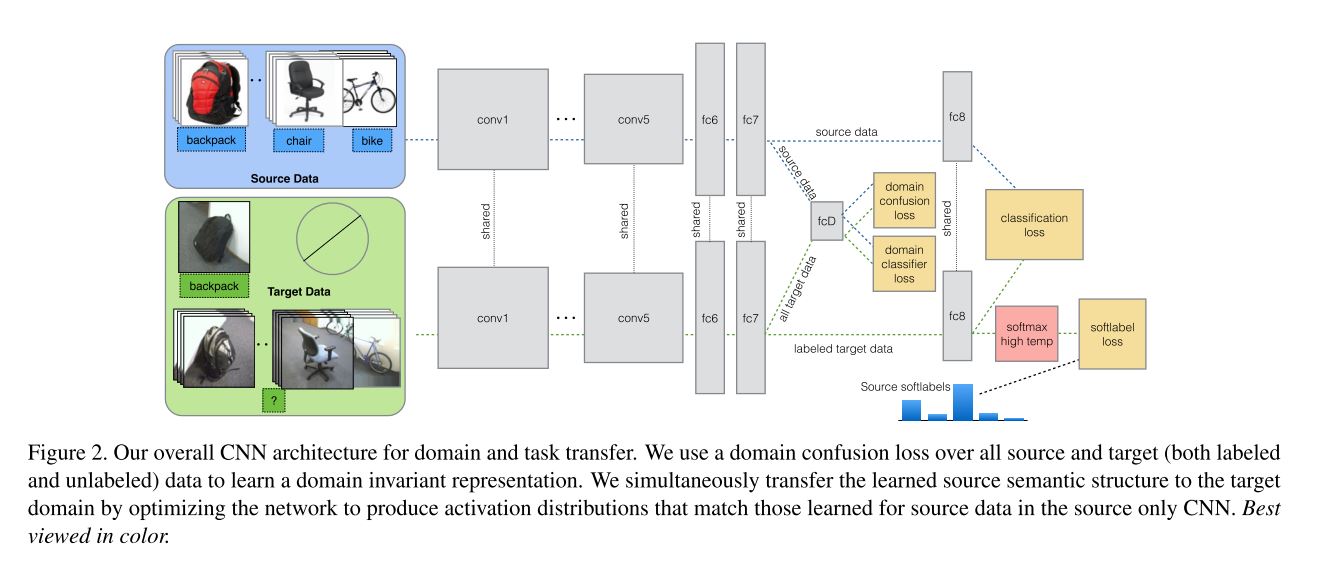 backpack
chair
bike
Source Data
backpack
Target Data
?
conv1
...
conv5
fc6
fc7
source data
fc8
source data
fcD
domain
confusion
loss
domain
classifier
loss
classification
loss
shared
shared
shared
shared
shared
all target data
conv1
...
conv5
fc6
fc7
labeled target data
fc8
softmax
high temp
softlabel
loss
Source softlabels
Figure 2. Our overall CNN architecture for domain and task transfer. We use a domain confusion loss over all source and target (both labeled
and unlabeled) data to learn a domain invariant representation. We simultaneously transfer the learned source semantic structure to the target
domain by optimizing the network to produce activation distributions that match those learned for source data in the source only CNN. Best
viewed in color.